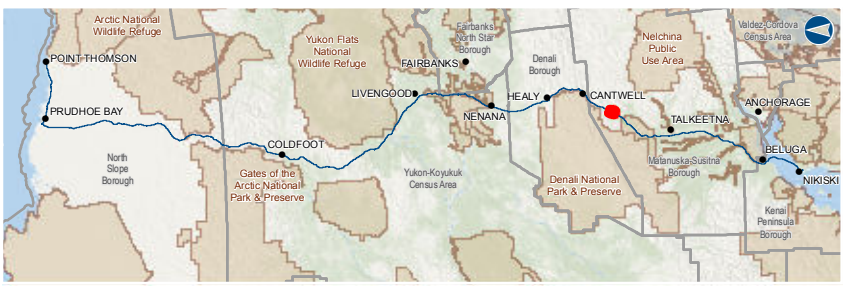 Arctic National
Wildlife Refuge
POINT THOMSON
PRUDHOE BAY
North
Slope
Borough
COLDFOOT
Gates of the
Arctic National
Park & Preserve
Yukon Flats
National
Wildlife Refuge
LIVENGOOD
Yukon-Koyukuk
Census Area
Fairbanks
North Star
Borough
FAIRBANKS
NENANA
Denali
Borough
HEALY
CANTWELL
Denali National
Park & Preserve
Nelchina
Public
Use Area
TALKEETNA
Matanuska-Susitna
Borough
Valdez-Cordova
Census Area
ANCHORAGE
BELUGA
NIKISKI
Kenai
Peninsula
Borough